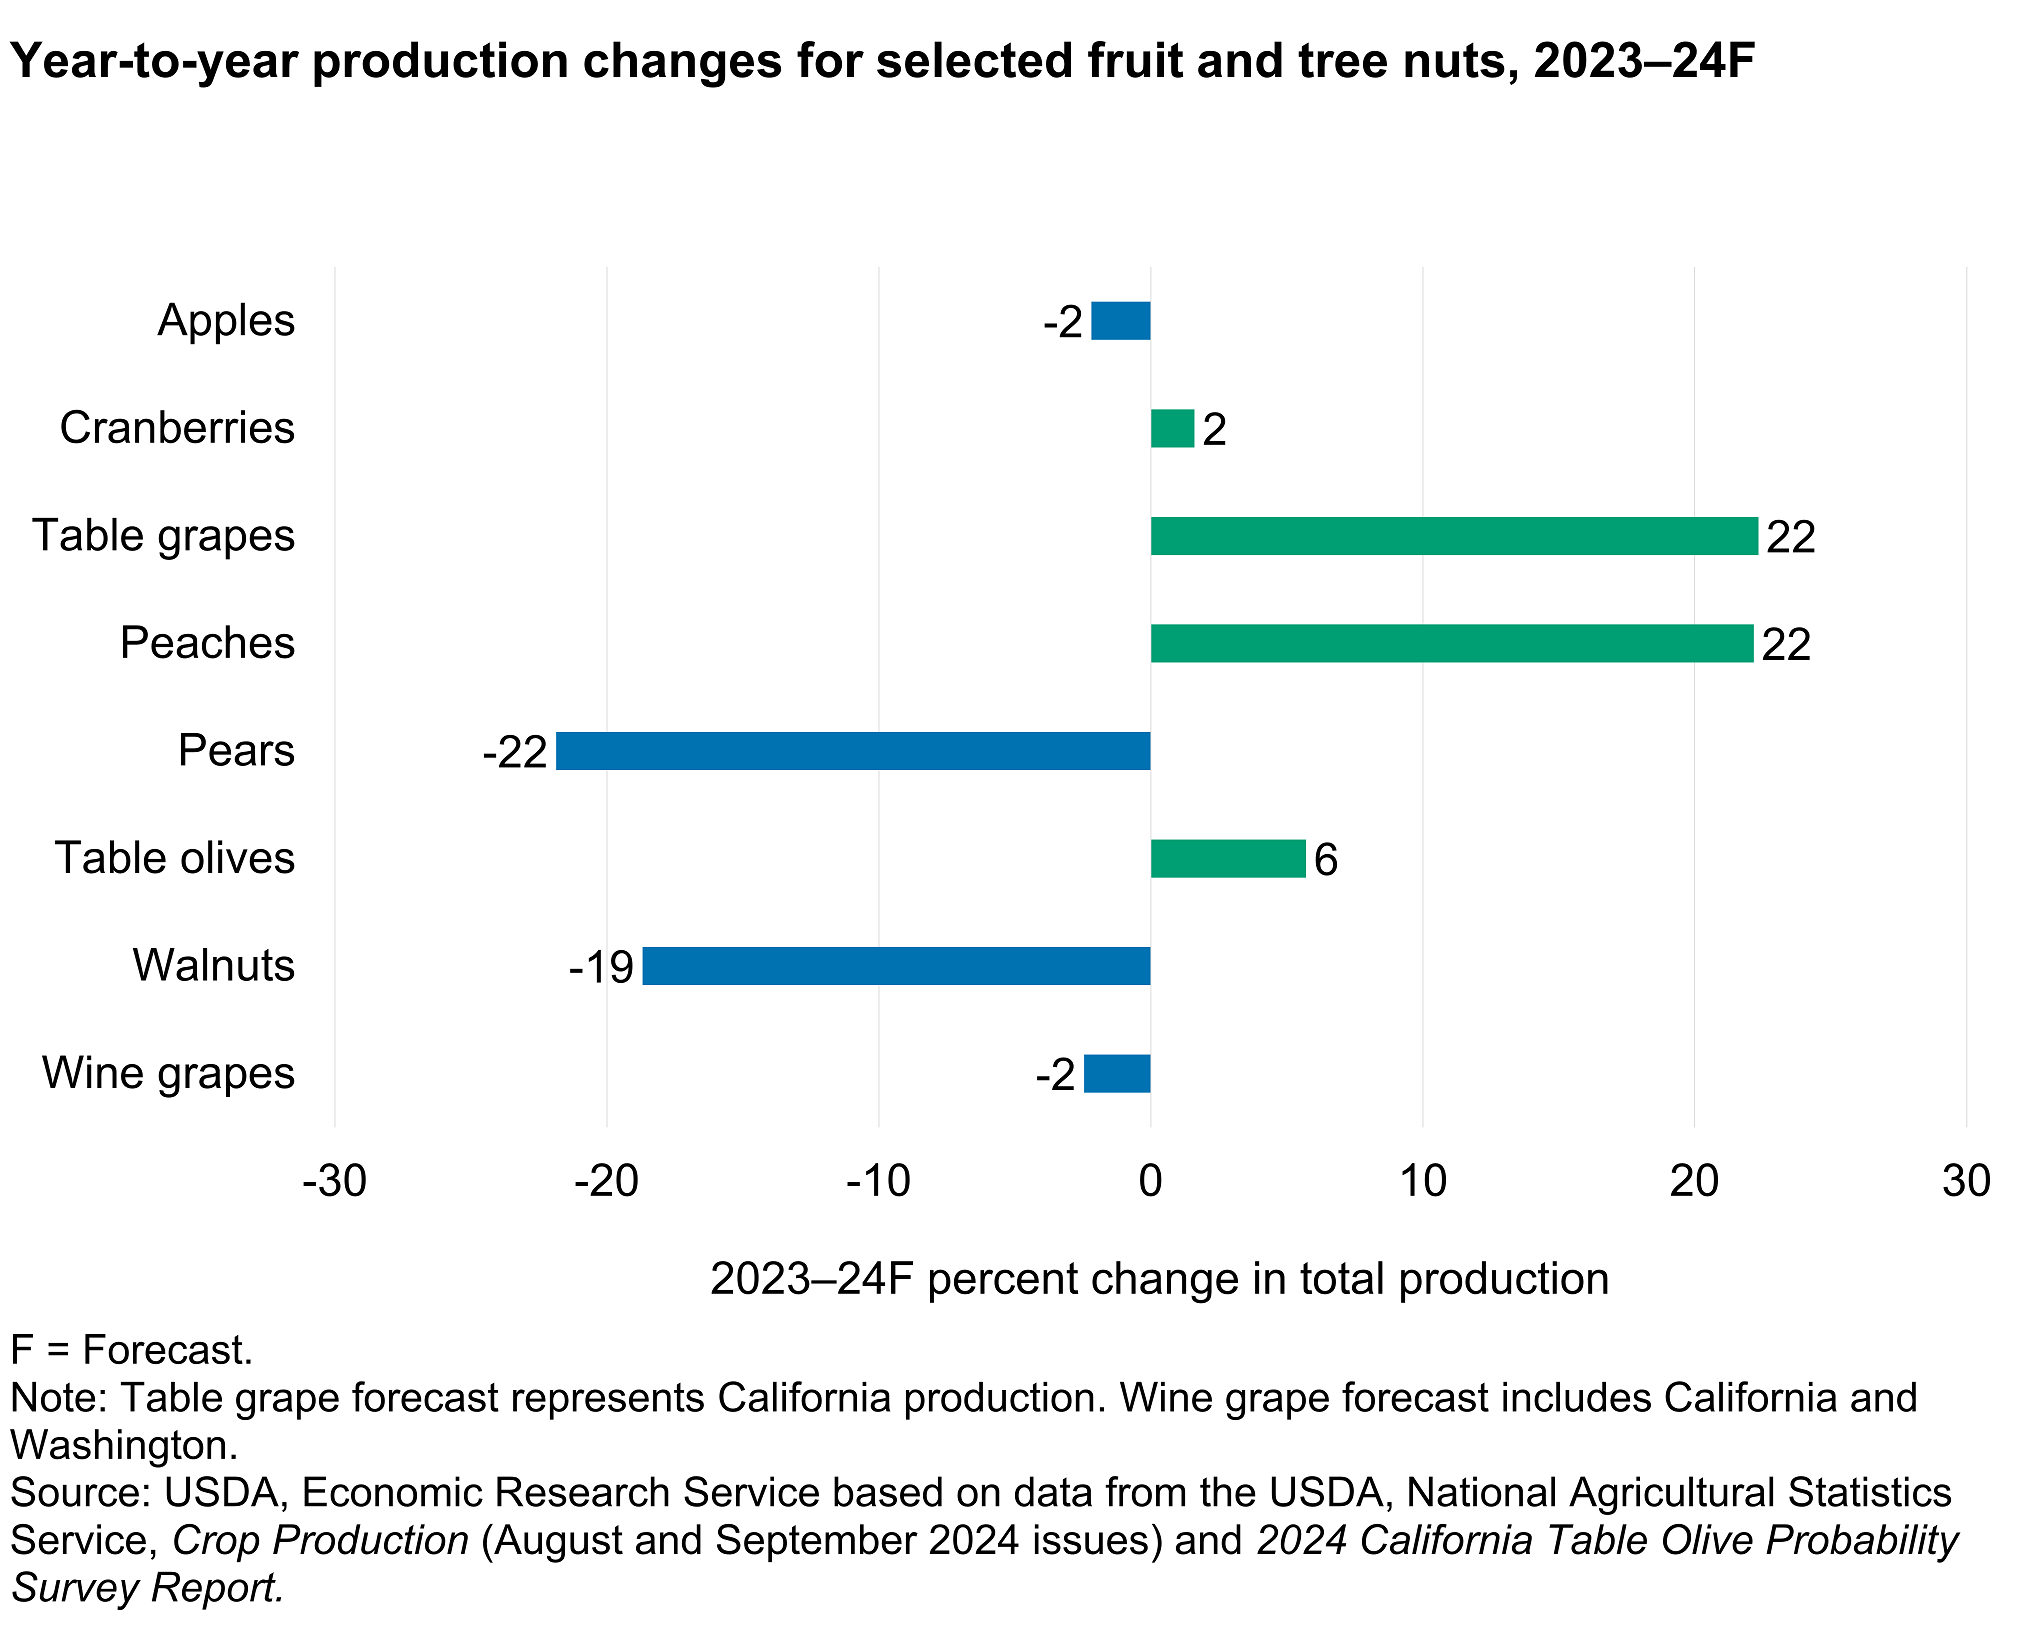 Year-to-year production changes for selected fruit and tree nuts, 2023–24F
Apples
-2
Cranberries
2
Table grapes
22
Peaches
22
Pears
-22
Table olives
6
Walnuts
-19
Wine grapes
-2
-30 -20 -10 0 10 20 30
2023–24F percent change in total production
F = Forecast.
Note: Table grape forecast represents California production. Wine grape forecast includes California and
Washington.
Source: USDA, Economic Research Service based on data from the USDA, National Agricultural Statistics
Service, Crop Production (August and September 2024 issues) and 2024 California Table Olive Probability
Survey Report.